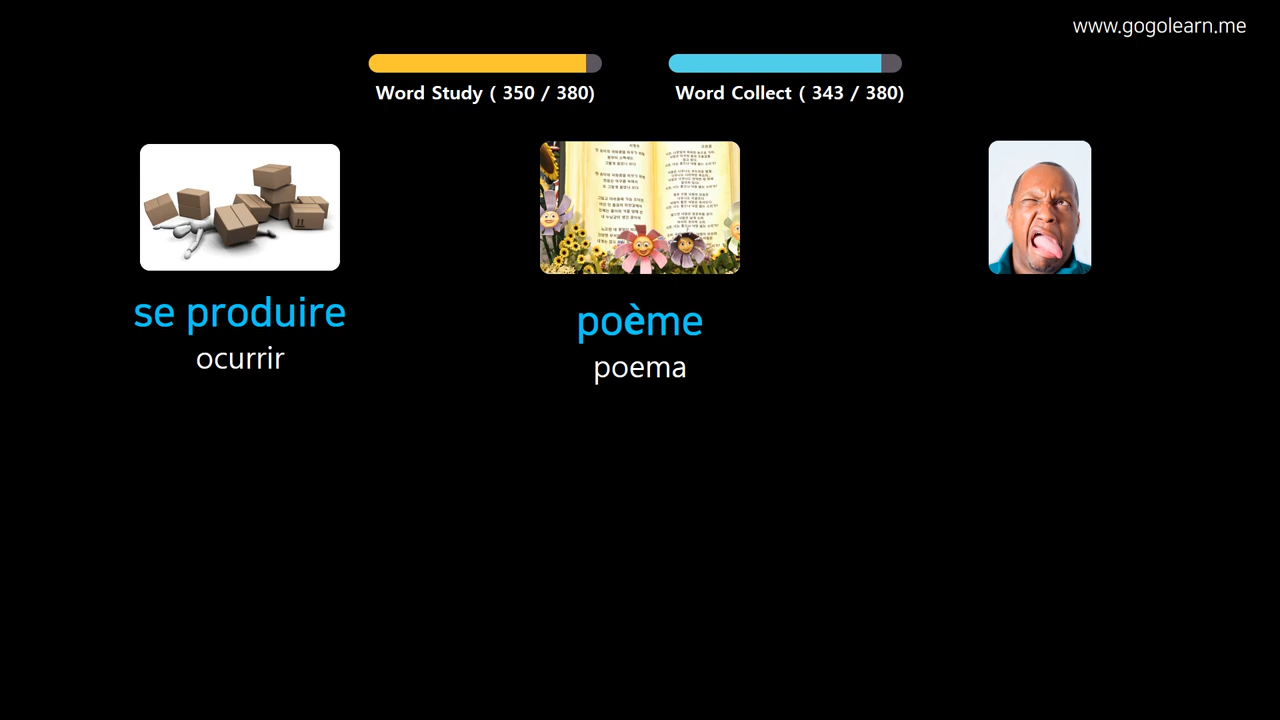 www.gogolearn.me
Word Study ( 350 / 380)
Word Collect ( 343 / 380)
se produire
ocurrir
poème
poema